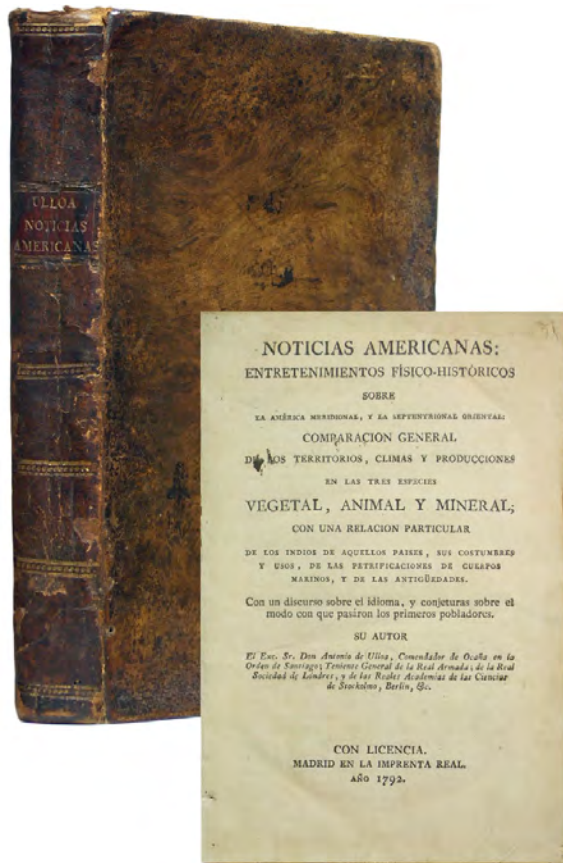 ULLOA
NOTICIAS
AMERICANAS
NOTICIAS AMERICANAS:
ENTRETENIMIENTOS FÍSICO-HISTÓRICOS
SOBRE
LA AMÉRICA MERIDIONAL, Y LA SEPTENTRIONAL ORIENTAL:
COMPARACION GENERAL
DE LOS TERRITORIOS, CLIMAS Y PRODUCCIONES
EN LAS TRES ESPECIES
VEGETAL, ANIMAL Y MINERAL;
CON UNA RELACION PARTICULAR
DE LOS INDIOS DE AQUELLOS PAISES, SUS COSTUMBRES
Y USOS, DE LAS PETRIFICACIONES DE CUERPOS
MARINOS, Y DE LAS ANTIGÜEDADES.
Con un discurso sobre el idioma, y conjeturas sobre el
modo con que pasáron los primeros pobladores.
SU AUTOR
El Exc. Sr. Don Antonio de Ulloa, Comendador de Ocaña en la
Orden de Santiago; Teniente General de la Real Armada; de la Real
Sociedad de Lóndres, y de las Reales Academias de las Ciencias
de Stockolmo, Berlin, &c.
CON LICENCIA.
MADRID EN LA IMPRENTA REAL.
AÑO 1792.